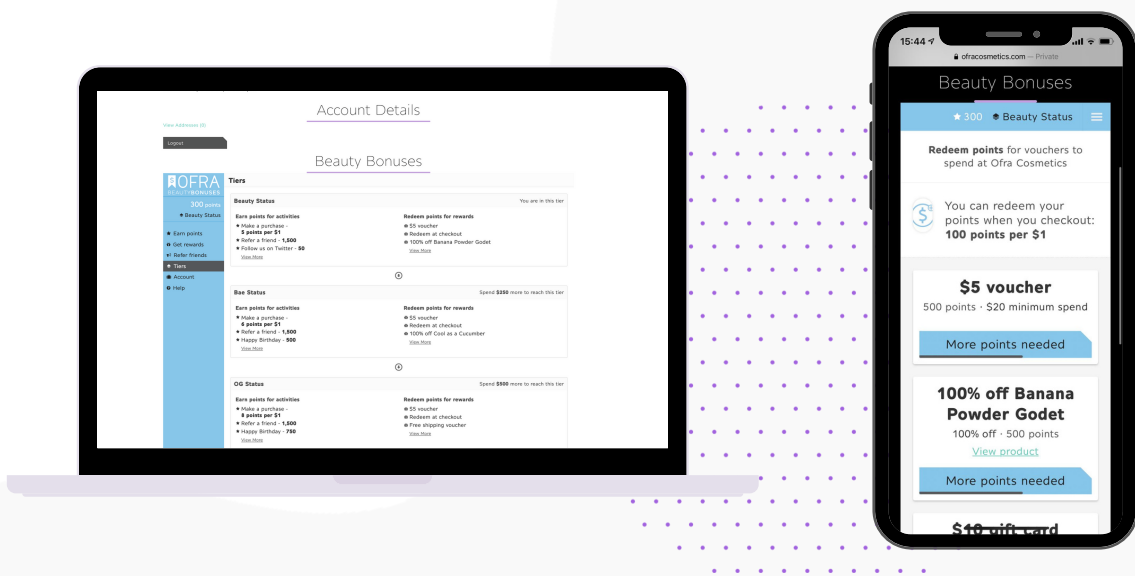 Account Details
View Addresses (0)
Logout
Beauty Bonuses
OFRA
BEAUTYBONUSES
300 points
Beauty Status
Earn points
Get rewards
Refer friends
Tiers
Account
Help
Tiers
Beauty Status
You are in this tier
Earn points for activities
Make a purchase -
5 points per $1
Refer a friend - 1,500
Follow us on Twitter - 50
View More
Redeem points for rewards
$5 voucher
Redeem at checkout
100% off Banana Powder Godet
View More
Bae Status
Spend $250 more to reach this tier
Earn points for activities
Make a purchase -
6 points per $1
Refer a friend - 1,500
Happy Birthday - 500
View More
Redeem points for rewards
$5 voucher
Redeem at checkout
100% off Cool as a Cucumber
View More
OG Status
Spend $500 more to reach this tier
Earn points for activities
Make a purchase -
8 points per $1
Refer a friend - 1,500
Happy Birthday - 750
View More
Redeem points for rewards
$5 voucher
Redeem at checkout
Free shipping voucher
View More
15:44
ofracosmetics.com — Private
Beauty Bonuses
300 Beauty Status
Redeem points for vouchers to
spend at Ofra Cosmetics
You can redeem your
points when you checkout:
100 points per $1
$5 voucher
500 points · $20 minimum spend
More points needed
100% off Banana
Powder Godet
100% off · 500 points
View product
More points needed
$10 gift card